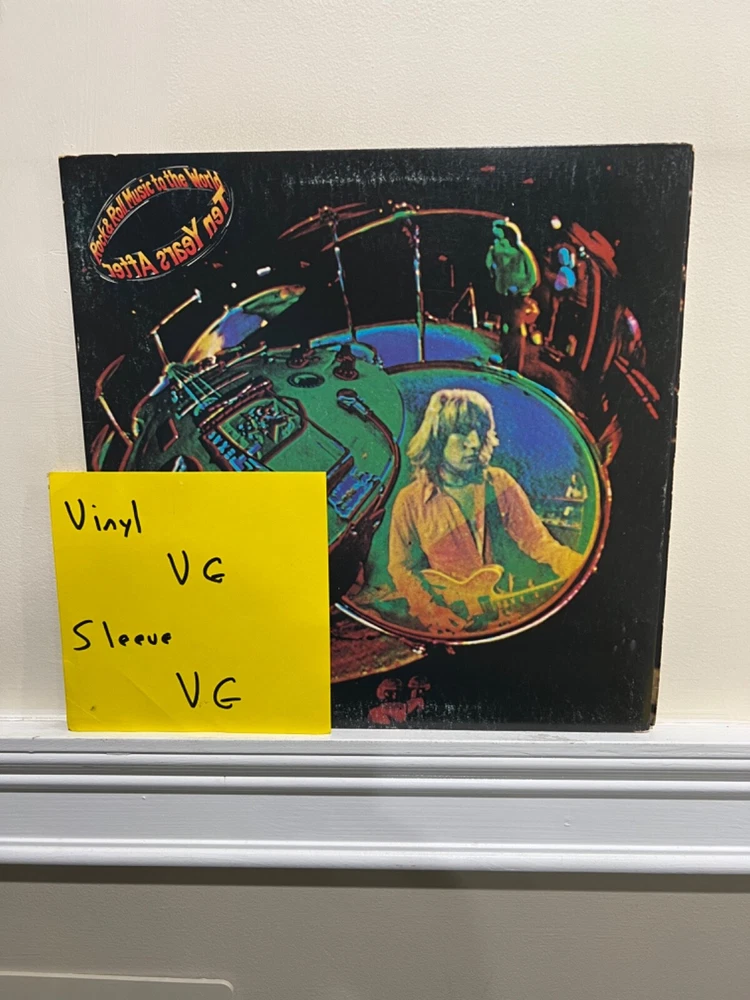 Rock & Roll Music to the World
Ten Years After
Vinyl
VG
Sleeve
VG